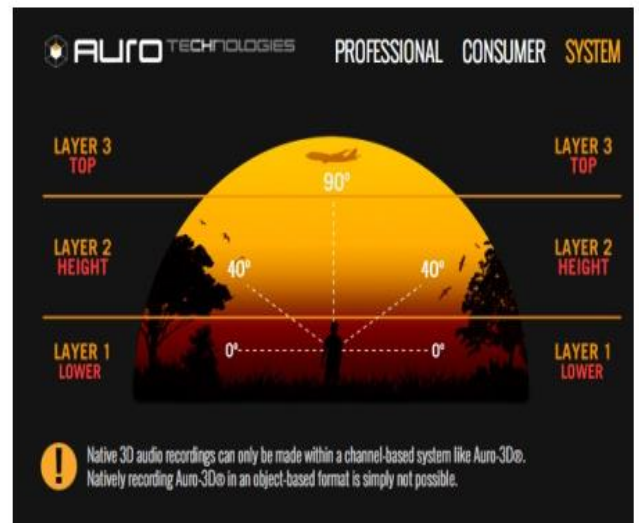 AURO TECHNOLOGIES PROFESSIONAL CONSUMER SYSTEM
LAYER 3 LAYER 3
TOP TOP
90°
LAYER 2 LAYER 2
HEIGHT 40° 40° HEIGHT
LAYER 1 0° 0° LAYER 1
LOWER LOWER
! Native 3D audio recordings can only be made within a channel-based system like Auro-3D®.
Natively recording Auro-3D® in an object-based format is simply not possible.